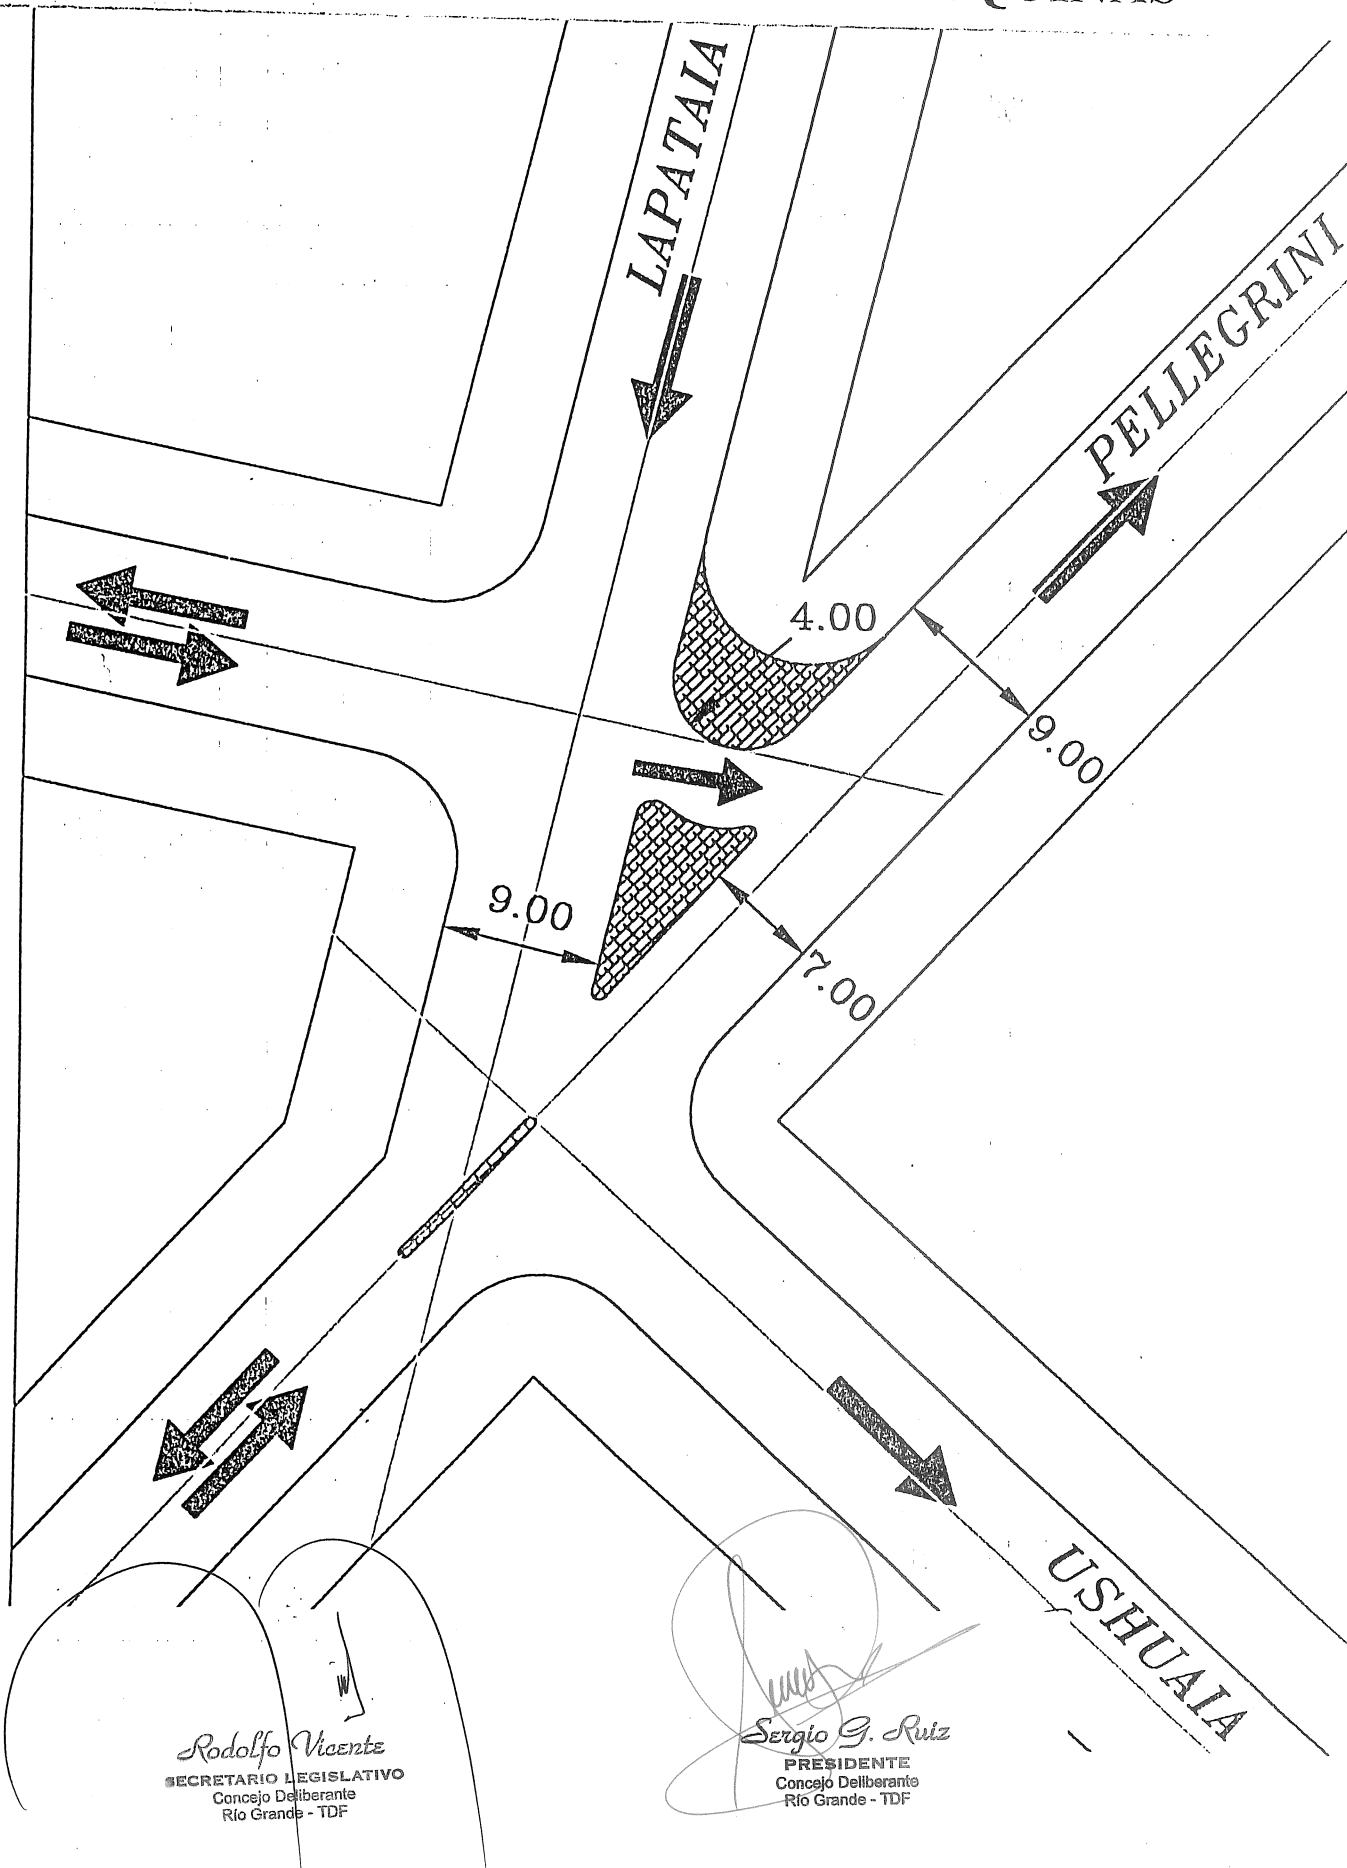 LAPATAIA
PELLEGRINI
4.00
9.00
9.00
7.00
USHUAIA
Rodolfo Vicente
SECRETARIO LEGISLATIVO
Concejo Deliberante
Río Grande - TDF
Sergio G. Ruiz
PRESIDENTE
Concejo Deliberante
Río Grande - TDF